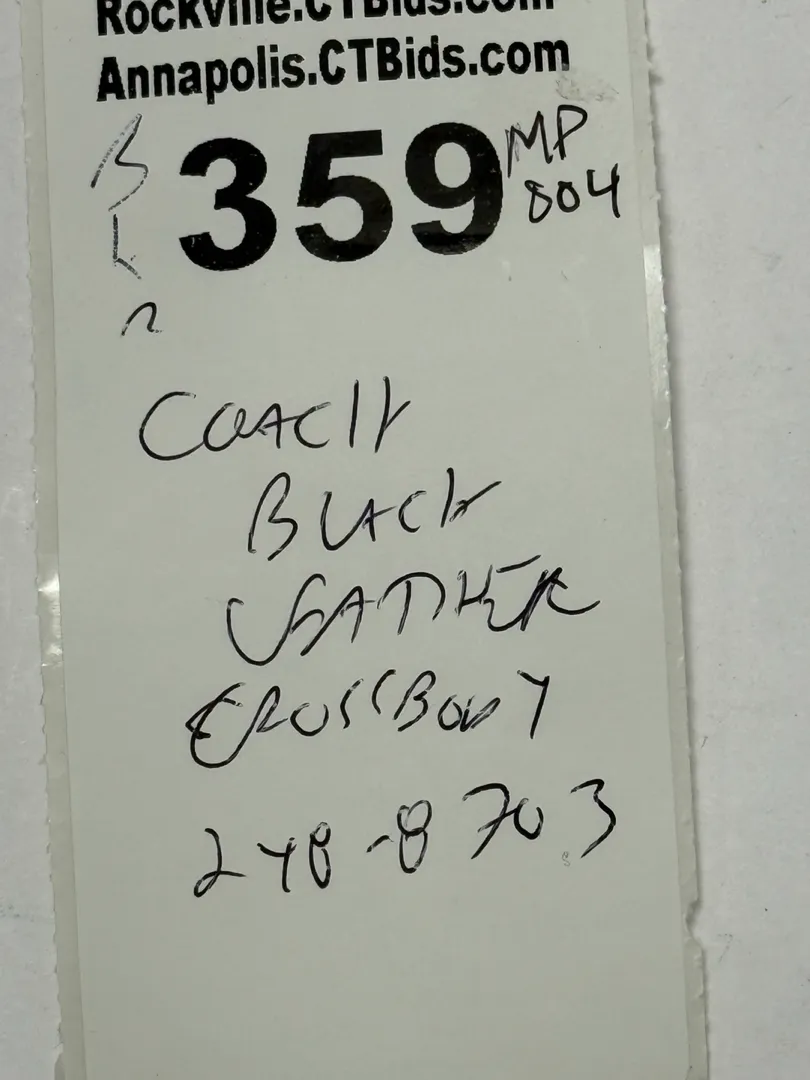 Rockville.CTBids.com
Annapolis.CTBids.com
359
MP
804
COACH
BLACK
LEATHER
CROSSBODY
248-8703